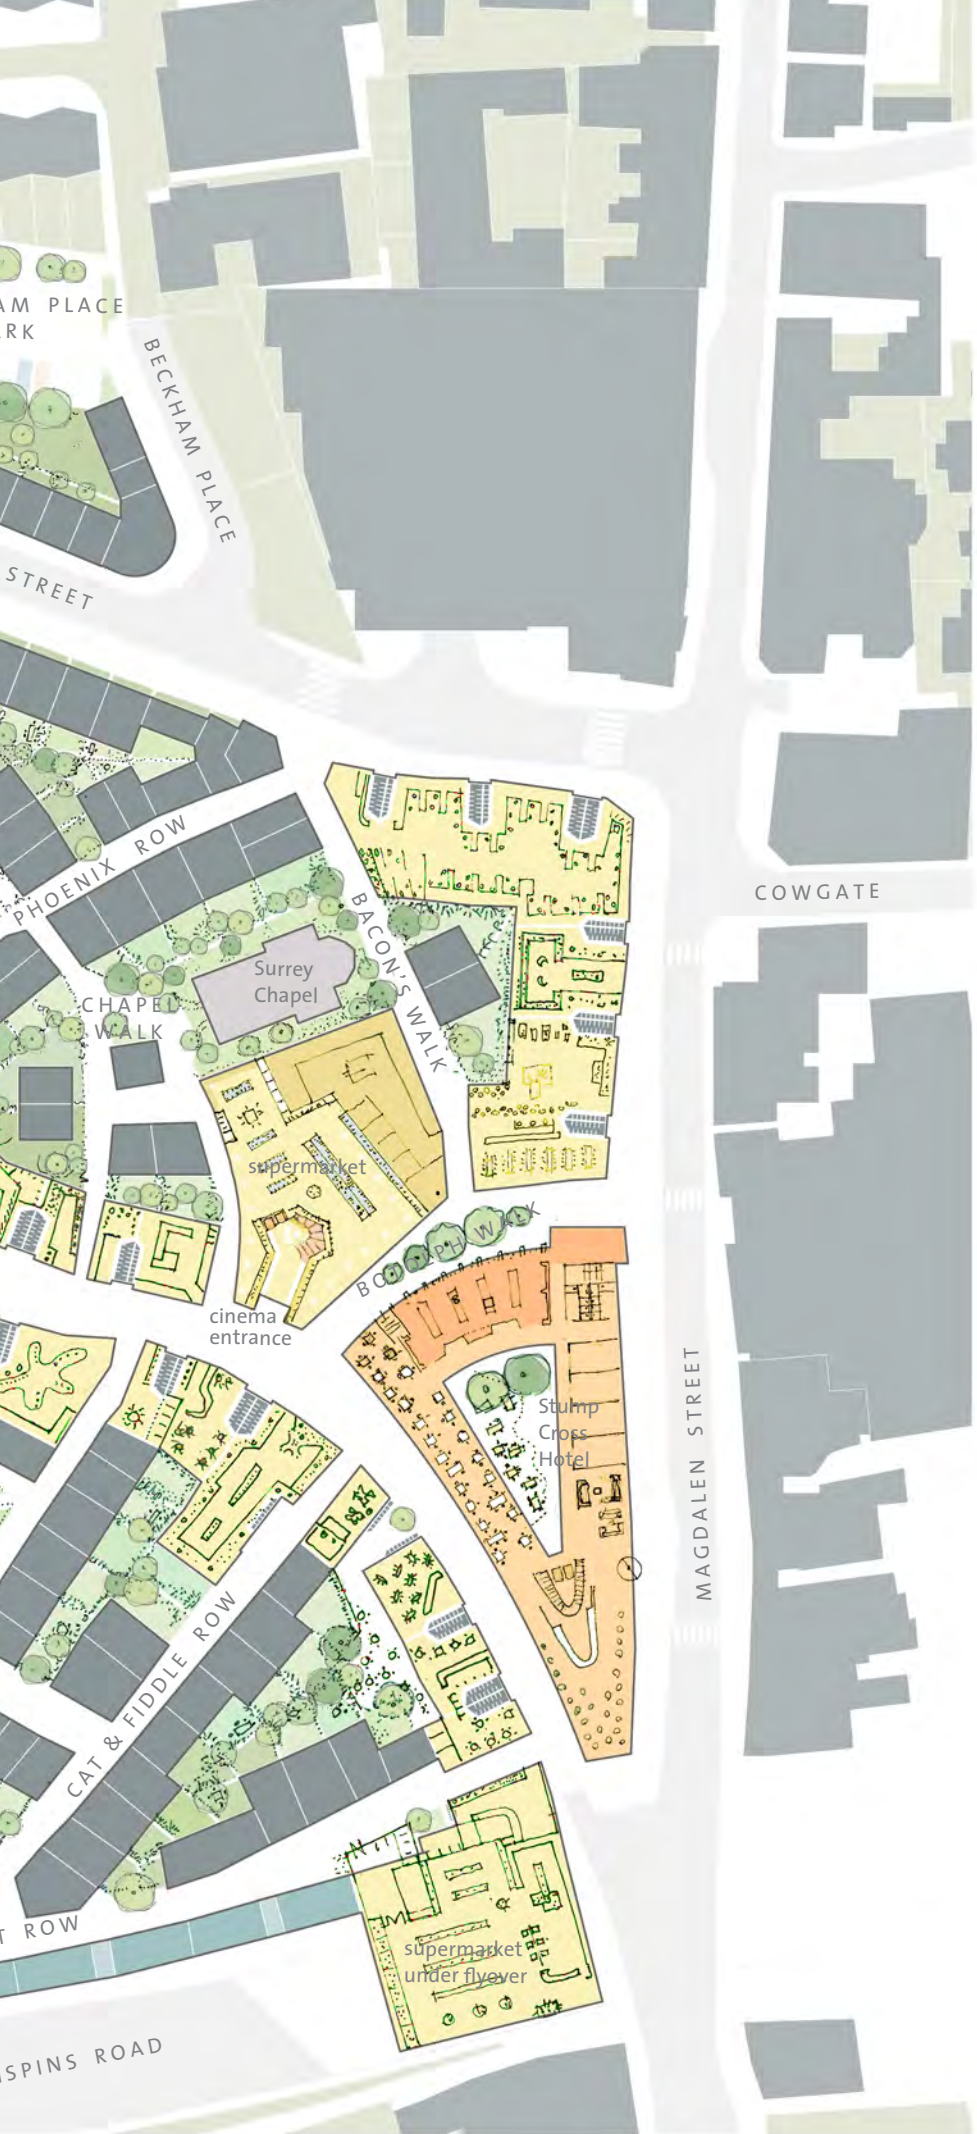 AM PLACE
RK
BECKHAM PLACE
STREET
PHOENIX ROW
COWGATE
BACON'S WALK
Surrey
Chapel
CHAPEL
WALK
supermarket
BOTOLPH WALK
cinema
entrance
Stump
Cross
Hotel
MAGDALEN STREET
CAT & FIDDLE ROW
T ROW
supermarket
under flyover
SPINS ROAD